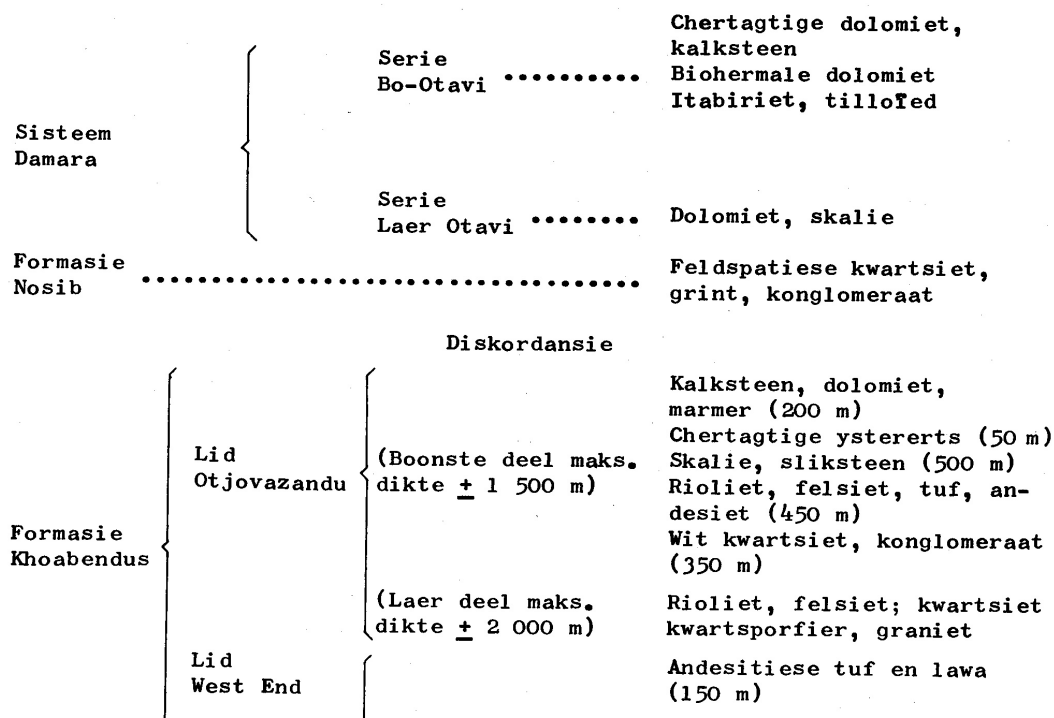 Chertagtige dolomiet,
kalksteen
Serie
Bo-Otavi .......... Biohermale dolomiet
Itabiriet, tilloïed
Sisteem
Damara
Serie
Laer Otavi ........ Dolomiet, skalie
Formasie
Nosib .................................... Feldspatiese kwartsiet,
grint, konglomeraat
Diskordansie
Kalksteen, dolomiet,
marmer (200 m)
Chertagtige ystererts (50 m)
Lid
Otjovazandu
(Boonste deel maks.
dikte ± 1 500 m)
Skalie, sliksteen (500 m)
Rioliet, felsiet, tuf, an-
desiet (450 m)
Formasie
Khoabendus
Wit kwartsiet, konglomeraat
(350 m)
(Laer deel maks.
dikte ± 2 000 m)
Rioliet, felsiet; kwartsiet
kwartsporfier, graniet
Lid
West End
Andesitiese tuf en lawa
(150 m)